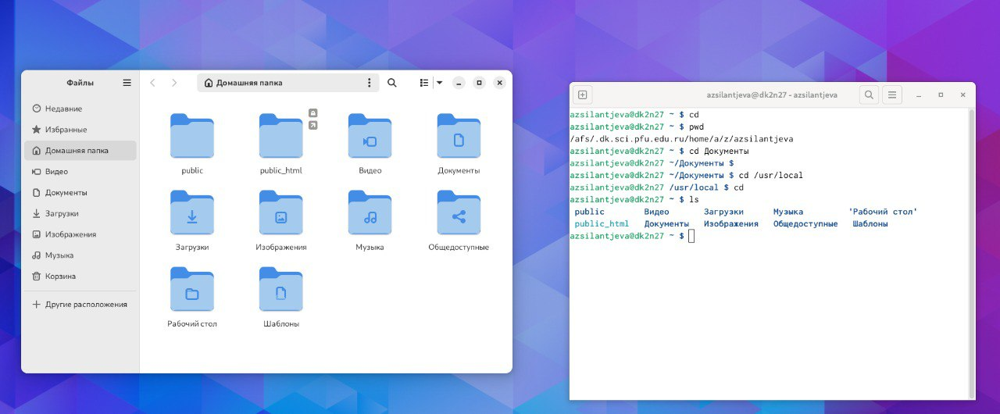 Файлы
Домашняя папка
Недавние
Избранные
Домашняя папка
Видео
Документы
Загрузки
Изображения
Музыка
Корзина
Другие расположения
public
public_html
Видео
Документы
Загрузки
Изображения
Музыка
Общедоступные
Рабочий стол
Шаблоны
azsilantjeva@dk2n27 - azsilantjeva
azsilantjeva@dk2n27 ~ $ cd
azsilantjeva@dk2n27 ~ $ pwd
/afs/.dk.sci.pfu.edu.ru/home/a/z/azsilantjeva
azsilantjeva@dk2n27 ~ $ cd Документы
azsilantjeva@dk2n27 ~/Документы $
azsilantjeva@dk2n27 ~/Документы $ cd /usr/local
azsilantjeva@dk2n27 /usr/local $ cd
azsilantjeva@dk2n27 ~ $ ls
public Видео Загрузки Музыка 'Рабочий стол'
public_html Документы Изображения Общедоступные Шаблоны
azsilantjeva@dk2n27 ~ $